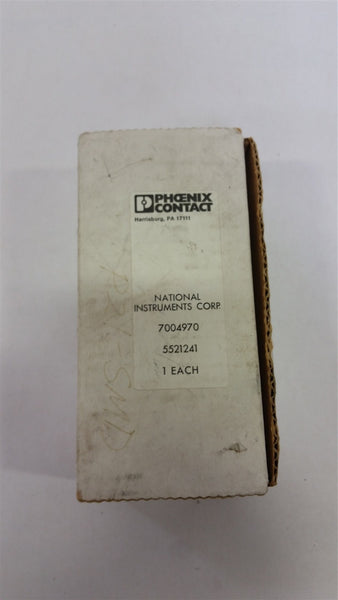 PHŒNIX
CONTACT
Harrisburg, PA 17111
NATIONAL
INSTRUMENTS CORP.
7004970
5521241
1 EACH